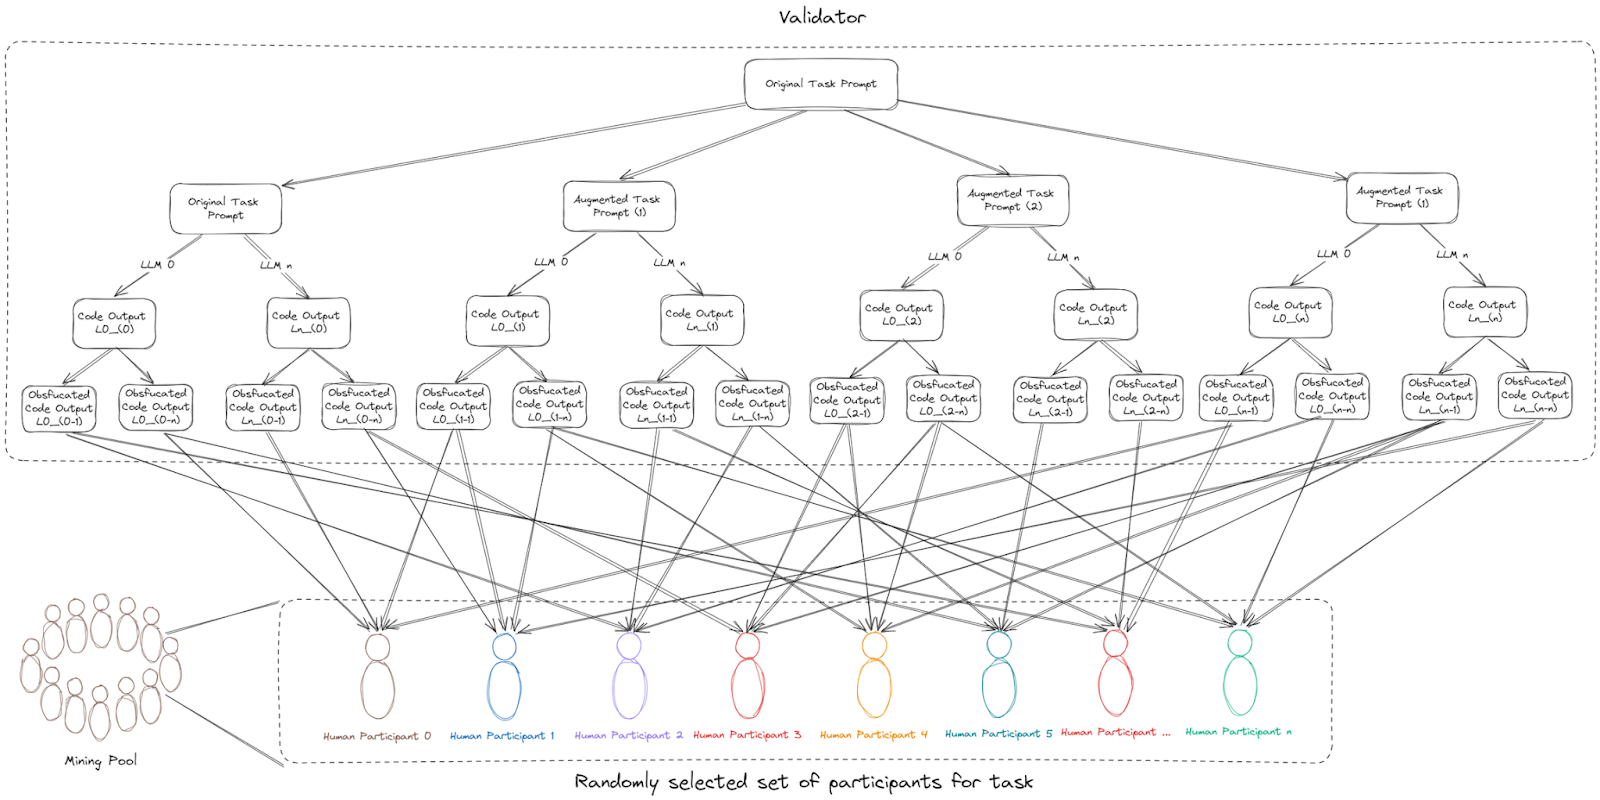 Validator
Original Task Prompt
Original Task
Prompt
Augmented Task
Prompt (1)
Augmented Task
Prompt (2)
Augmented Task
Prompt (1)
LLM 0
LLM n
LLM 0
LLM n
LLM 0
LLM n
LLM 0
LLM n
Code Output
L0_(0)
Code Output
Ln_(0)
Code Output
L0_(1)
Code Output
Ln_(1)
Code Output
L0_(2)
Code Output
Ln_(2)
Code Output
L0_(n)
Code Output
Ln_(n)
Obsfucated
Code Output
L0_(0-1)
Obsfucated
Code Output
L0_(0-n)
Obsfucated
Code Output
Ln_(0-1)
Obsfucated
Code Output
Ln_(0-n)
Obsfucated
Code Output
L0_(1-1)
Obsfucated
Code Output
L0_(1-n)
Obsfucated
Code Output
Ln_(1-1)
Obsfucated
Code Output
Ln_(1-n)
Obsfucated
Code Output
L0_(2-1)
Obsfucated
Code Output
L0_(2-n)
Obsfucated
Code Output
Ln_(2-1)
Obsfucated
Code Output
Ln_(2-n)
Obsfucated
Code Output
L0_(n-1)
Obsfucated
Code Output
L0_(n-n)
Obsfucated
Code Output
Ln_(n-1)
Obsfucated
Code Output
Ln_(n-n)
Mining Pool
Human Participant 0
Human Participant 1
Human Participant 2
Human Participant 3
Human Participant 4
Human Participant 5
Human Participant ...
Human Participant n
Randomly selected set of participants for task